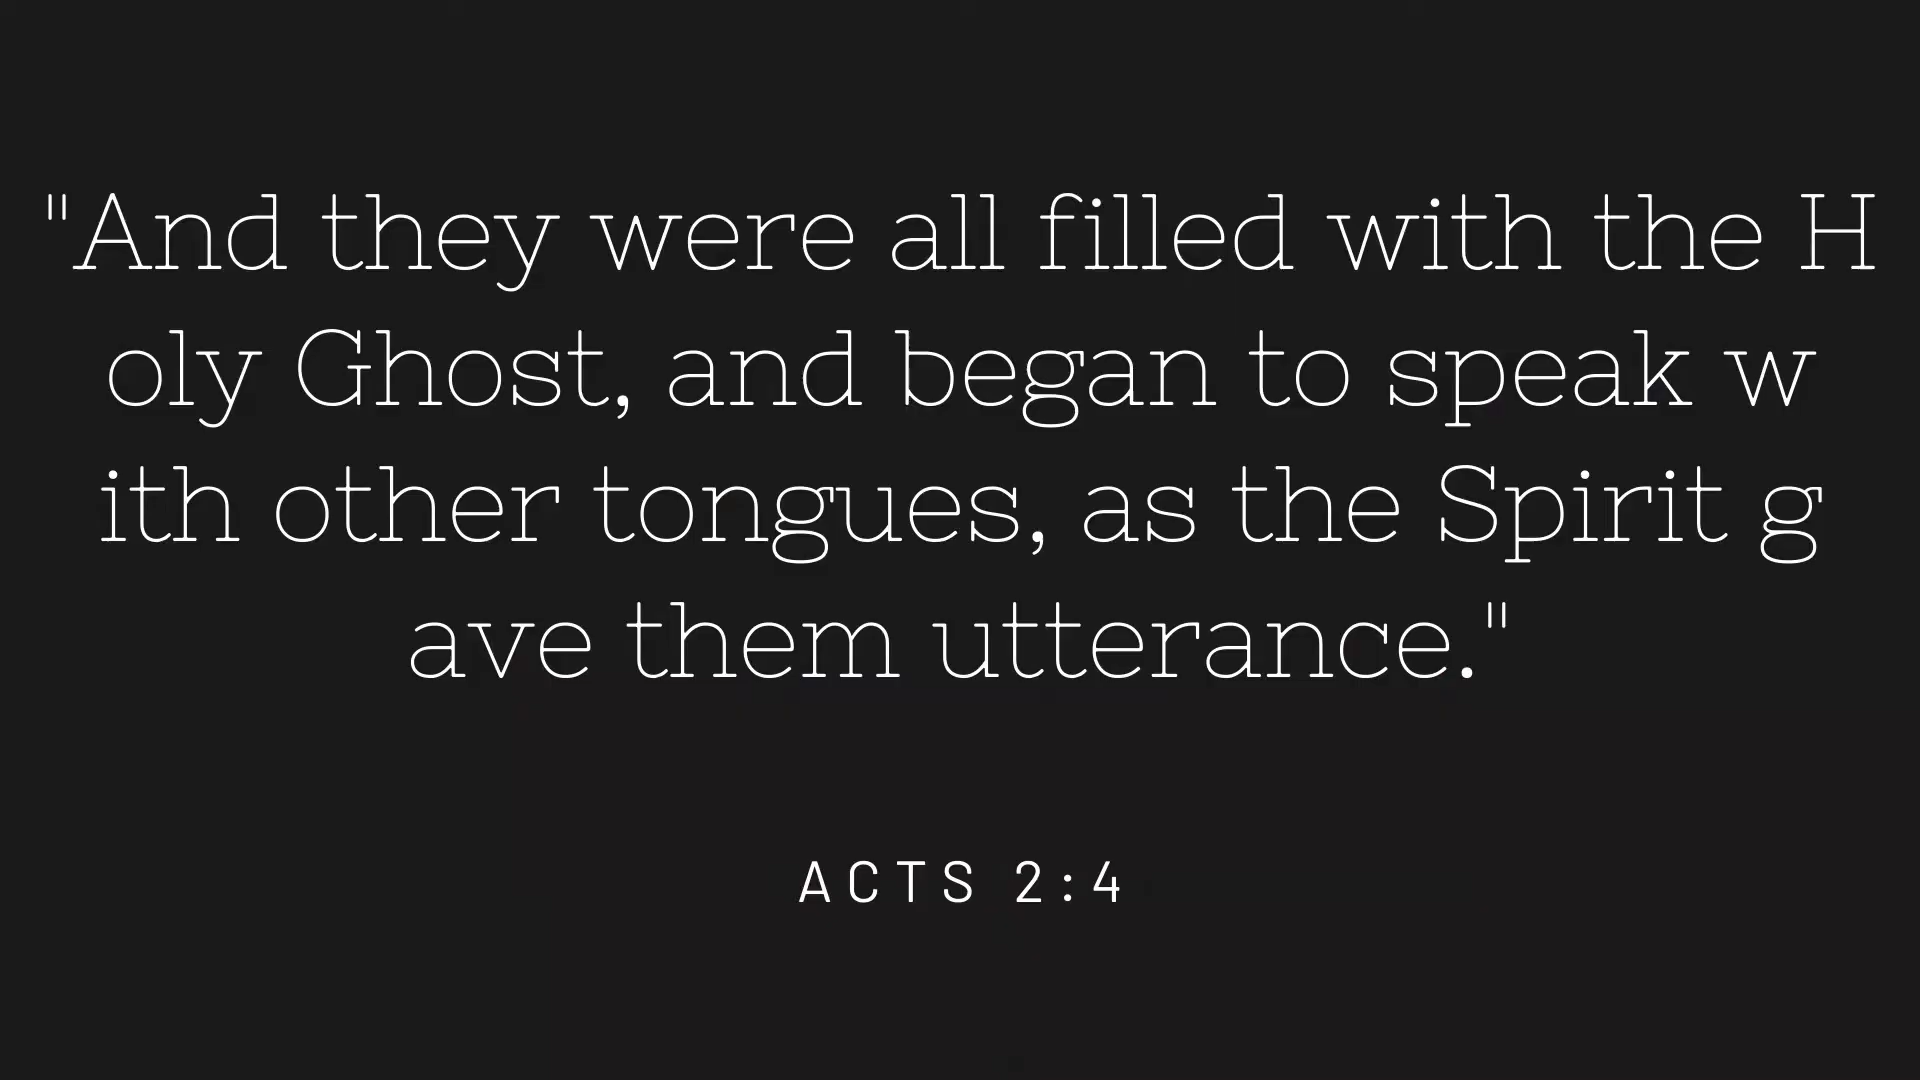 "And they were all filled with the H
oly Ghost, and began to speak w
ith other tongues, as the Spirit g
ave them utterance."
ACTS 2:4